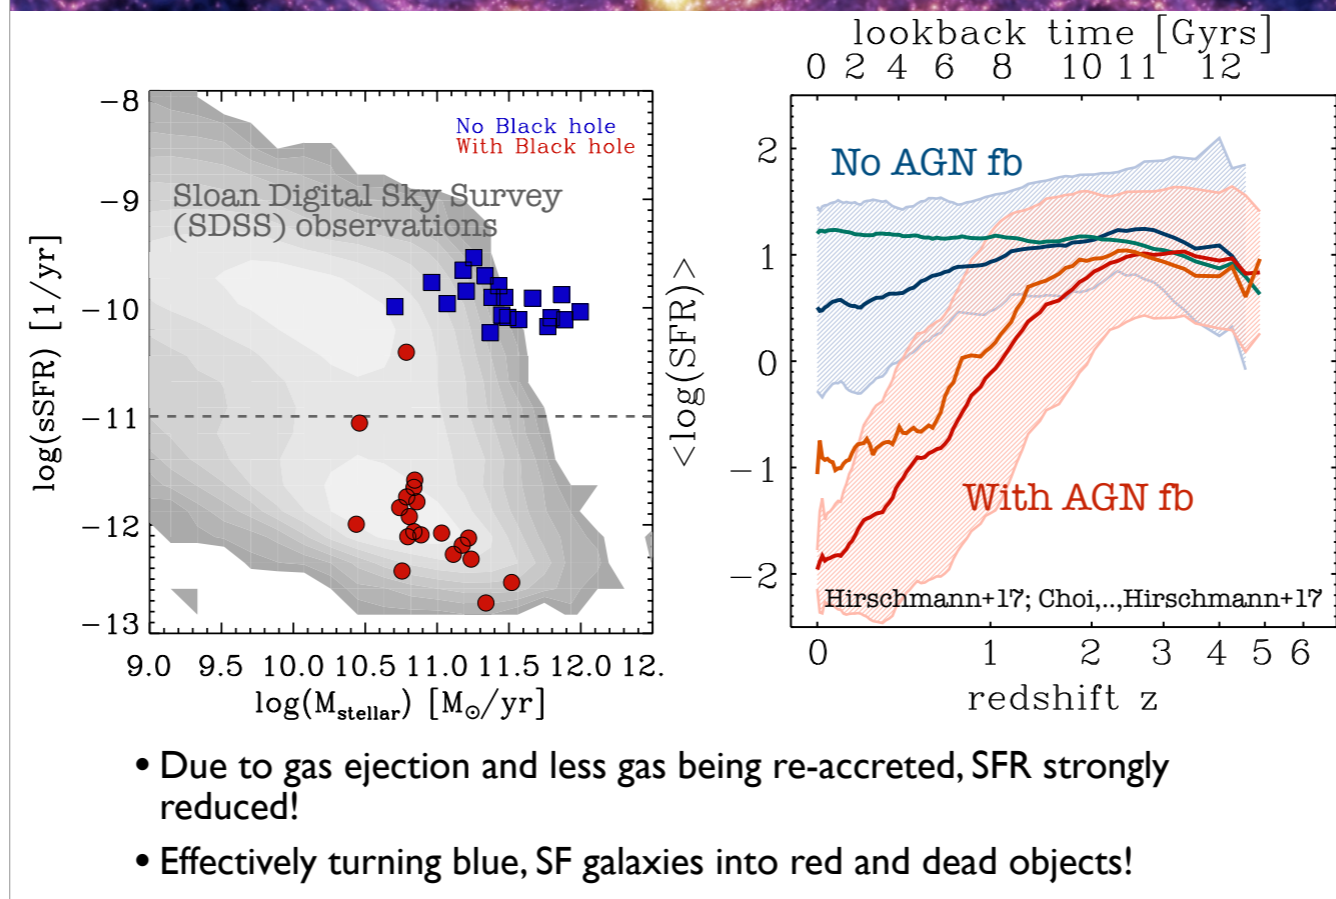 lookback time [Gyrs]
0 2 4 6 8 10 11 12
-8
-9
-10
-11
-12
-13
log(sSFR) [1/yr]
No Black hole
With Black hole
Sloan Digital Sky Survey
(SDSS) observations
9.0 9.5 10.0 10.5 11.0 11.5 12.0 12.
log(Mstellar) [M⊙/yr]
2
1
0
-1
-2
<log(SFR)>
No AGN fb
With AGN fb
Hirschmann+17; Choi,..,Hirschmann+17
0 1 2 3 4 5 6
redshift z
• Due to gas ejection and less gas being re-accreted, SFR strongly
reduced!
• Effectively turning blue, SF galaxies into red and dead objects!